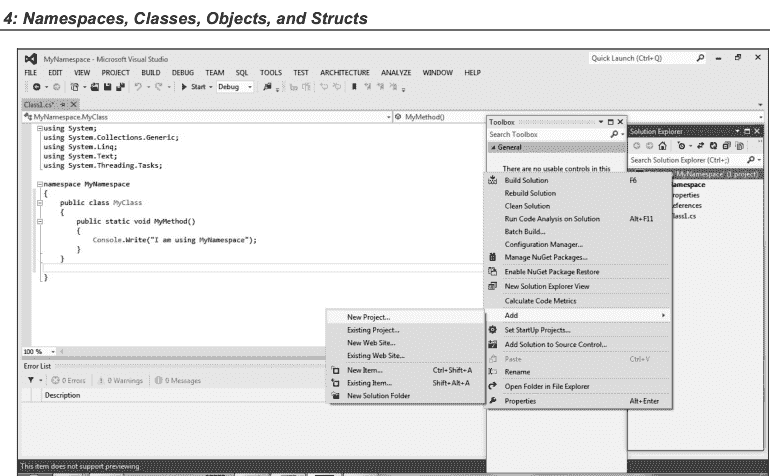 4: Namespaces, Classes, Objects, and Structs
MyNamespace - Microsoft Visual Studio
Quick Launch (Ctrl+Q)
FILE EDIT VIEW PROJECT BUILD DEBUG TEAM SQL TOOLS TEST ARCHITECTURE ANALYZE WINDOW HELP
Start - Debug
Class1.cs*
MyNamespace.MyClass
MyMethod()
using System;
using System.Collections.Generic;
using System.Linq;
using System.Text;
using System.Threading.Tasks;
namespace MyNamespace
{
public class MyClass
{
public static void MyMethod()
{
Console.Write("I am using MyNamespace");
}
}
}
100 %
Toolbox
Search Toolbox
General
There are no usable controls in this
Solution Explorer
Search Solution Explorer (Ctrl+;)
'MyNamespace' (1 project)
amespace
roperties
eferences
lass1.cs
Build Solution F6
Rebuild Solution
Clean Solution
Run Code Analysis on Solution Alt+F11
Batch Build...
Configuration Manager...
Manage NuGet Packages...
Enable NuGet Package Restore
New Solution Explorer View
Calculate Code Metrics
Add
Set StartUp Projects...
Add Solution to Source Control...
Paste Ctrl+V
Rename
Open Folder in File Explorer
Properties Alt+Enter
New Project...
Existing Project...
New Web Site...
Existing Web Site...
New Item... Ctrl+Shift+A
Existing Item... Shift+Alt+A
New Solution Folder
Error List
0 Errors 0 Warnings 0 Messages
Description
This item does not support previewing